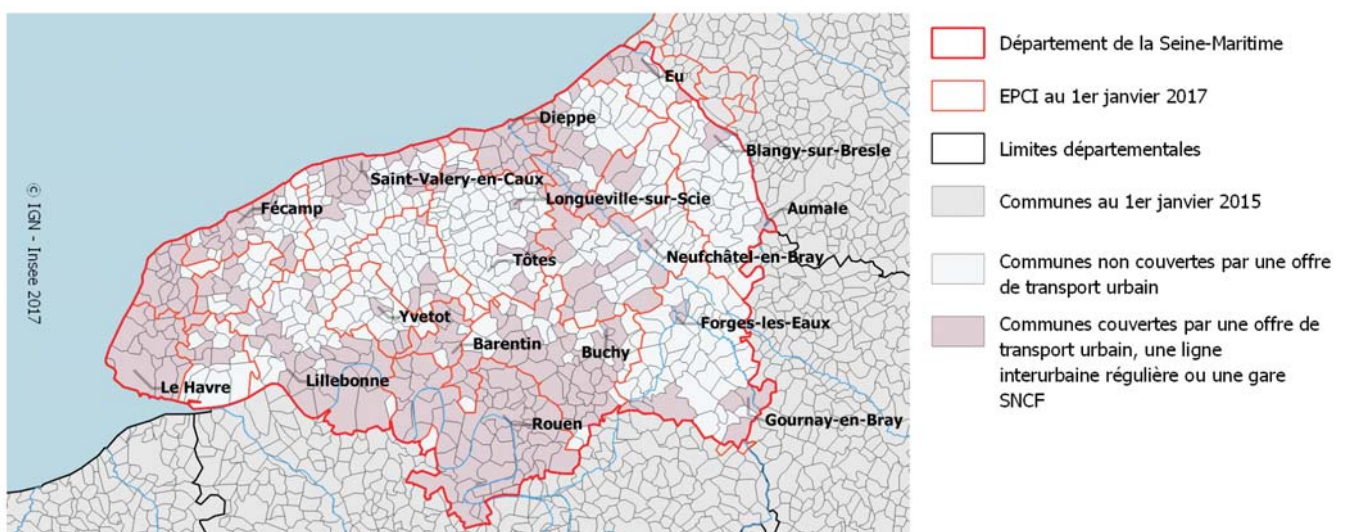 Eu
Dieppe
Blangy-sur-Bresle
Saint-Valery-en-Caux
Longueville-sur-Scie
Aumale
Fécamp
Neufchâtel-en-Bray
Tôtes
Yvetot
Forges-les-Eaux
Barentin
Buchy
Le Havre
Lillebonne
Rouen
Gournay-en-Bray
© IGN - Insee 2017
Département de la Seine-Maritime
EPCI au 1er janvier 2017
Limites départementales
Communes au 1er janvier 2015
Communes non couvertes par une offre
de transport urbain
Communes couvertes par une offre de
transport urbain, une ligne
interurbaine régulière ou une gare
SNCF